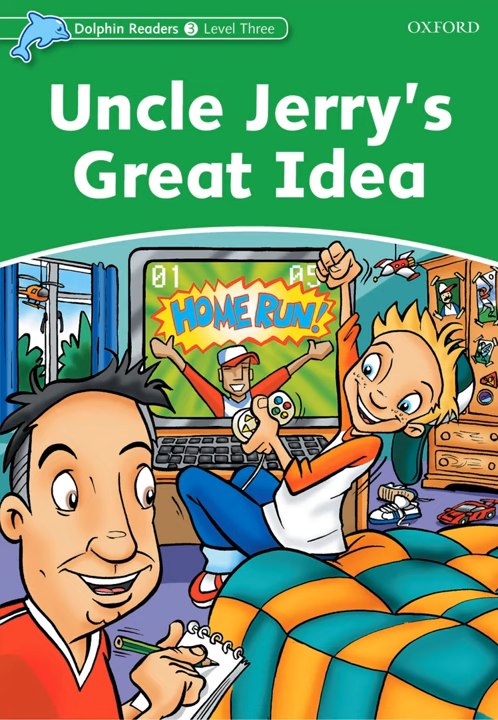 Dolphin Readers 3 Level Three
OXFORD
Uncle Jerry's
Great Idea
01 05
HOME RUN!